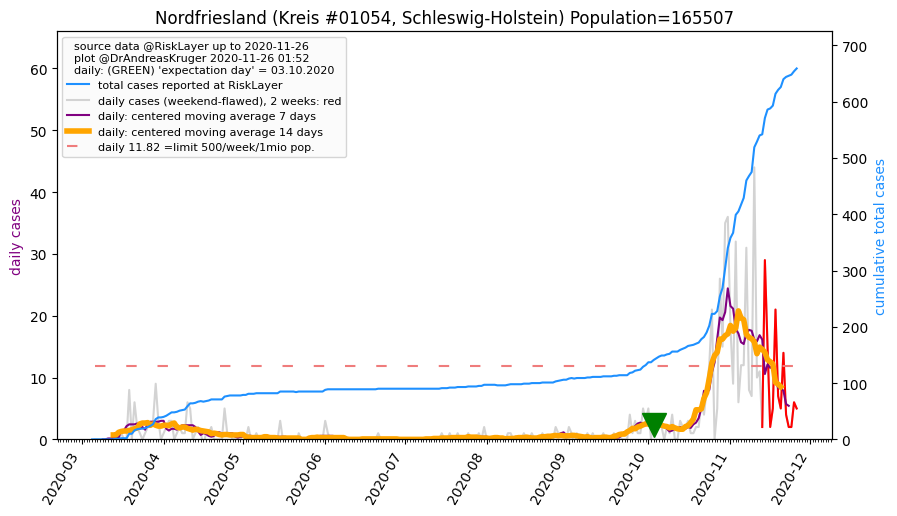 Nordfriesland (Kreis #01054, Schleswig-Holstein) Population=165507
source data @RiskLayer up to 2020-11-26
plot @DrAndreasKruger 2020-11-26 01:52
daily: (GREEN) 'expectation day' = 03.10.2020
total cases reported at RiskLayer
daily cases (weekend-flawed), 2 weeks: red
daily: centered moving average 7 days
daily: centered moving average 14 days
daily 11.82 =limit 500/week/1mio pop.
daily cases
60
50
40
30
20
10
0
700
600
500
400
300
200
100
0
cumulative total cases
2020-03
2020-04
2020-05
2020-06
2020-07
2020-08
2020-09
2020-10
2020-11
2020-12